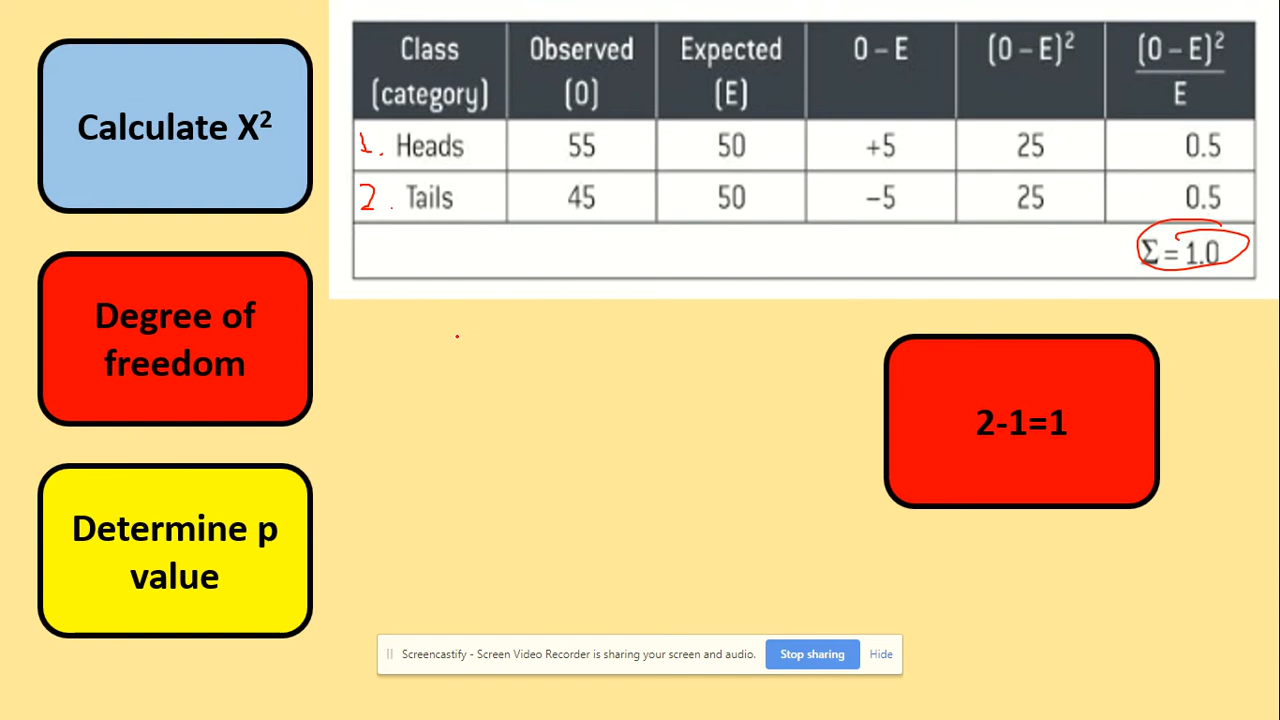 Calculate X²
Degree of
freedom
Determine p
value
Class
(category)
Observed
(O)
Expected
(E)
O – E
(O – E)²
(O – E)²
E
1. Heads 55 50 +5 25 0.5
2. Tails 45 50 –5 25 0.5
Σ = 1.0
2-1=1
Screencastify - Screen Video Recorder is sharing your screen and audio. Stop sharing Hide